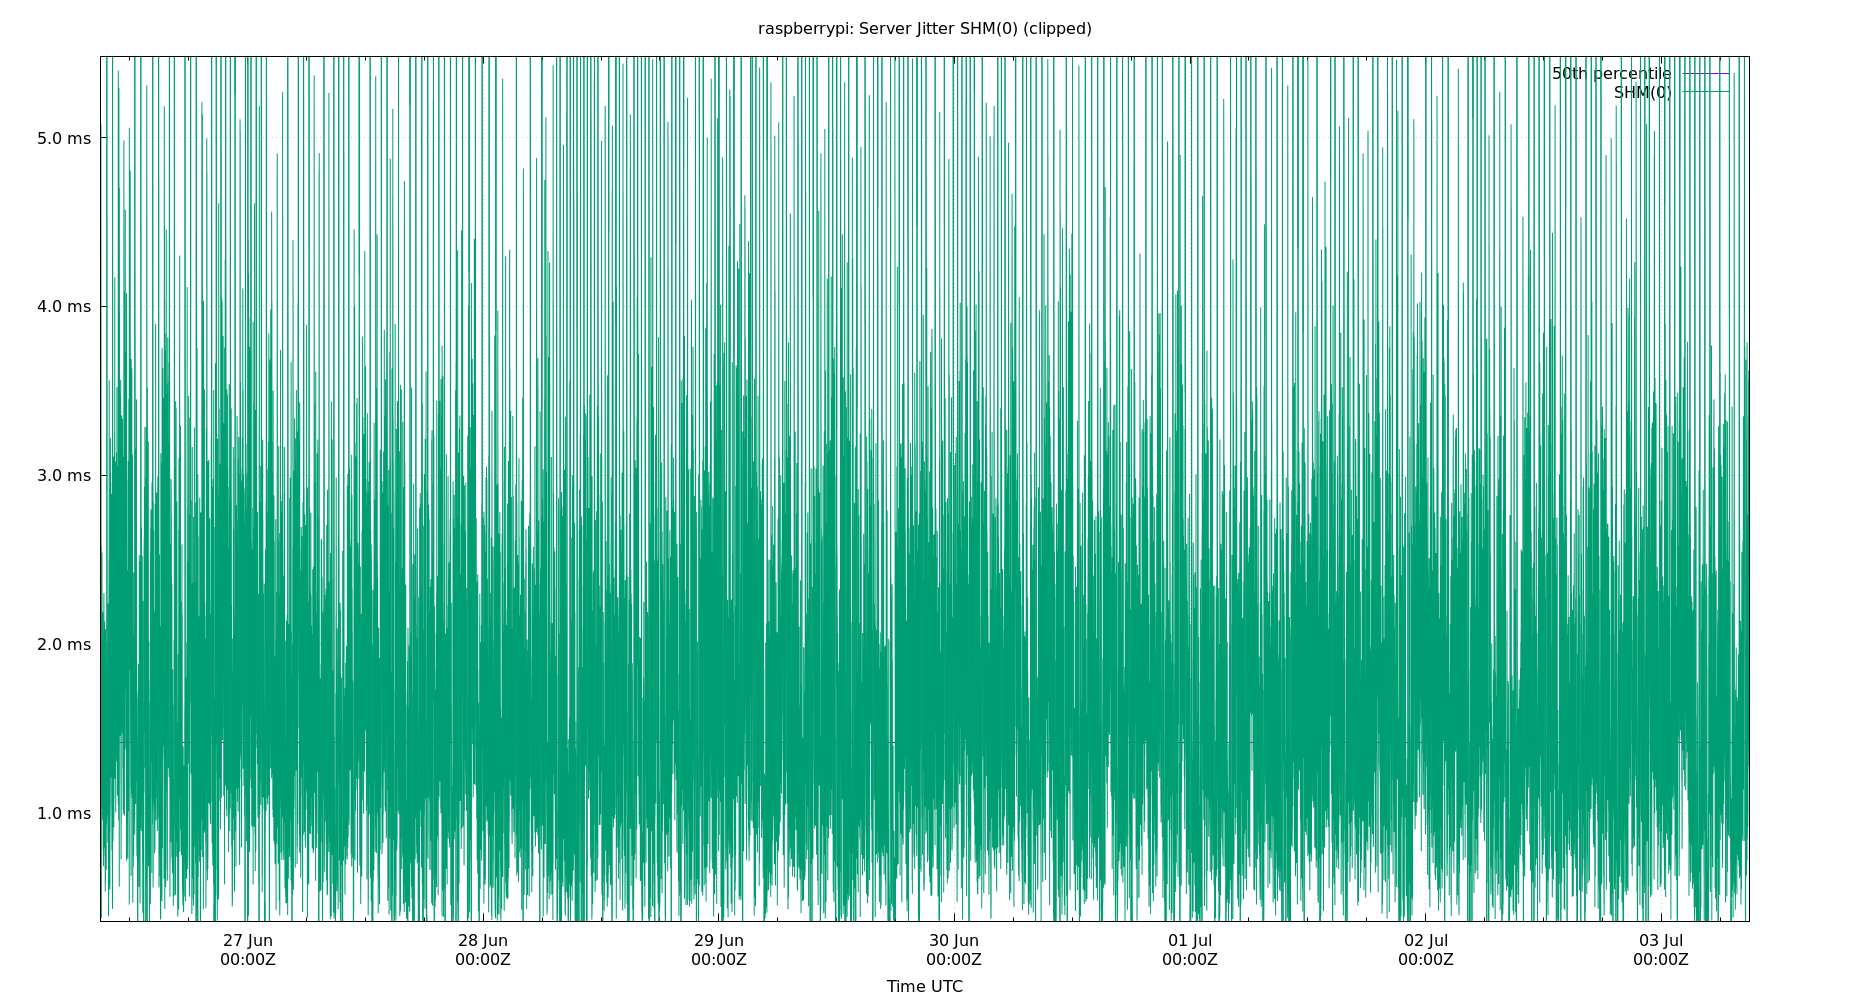 raspberrypi: Server Jitter SHM(0) (clipped)
50th percentile
SHM(0)
5.0 ms
4.0 ms
3.0 ms
2.0 ms
1.0 ms
27 Jun 28 Jun 29 Jun 30 Jun 01 Jul 02 Jul 03 Jul
00:00Z 00:00Z 00:00Z 00:00Z 00:00Z 00:00Z 00:00Z
Time UTC